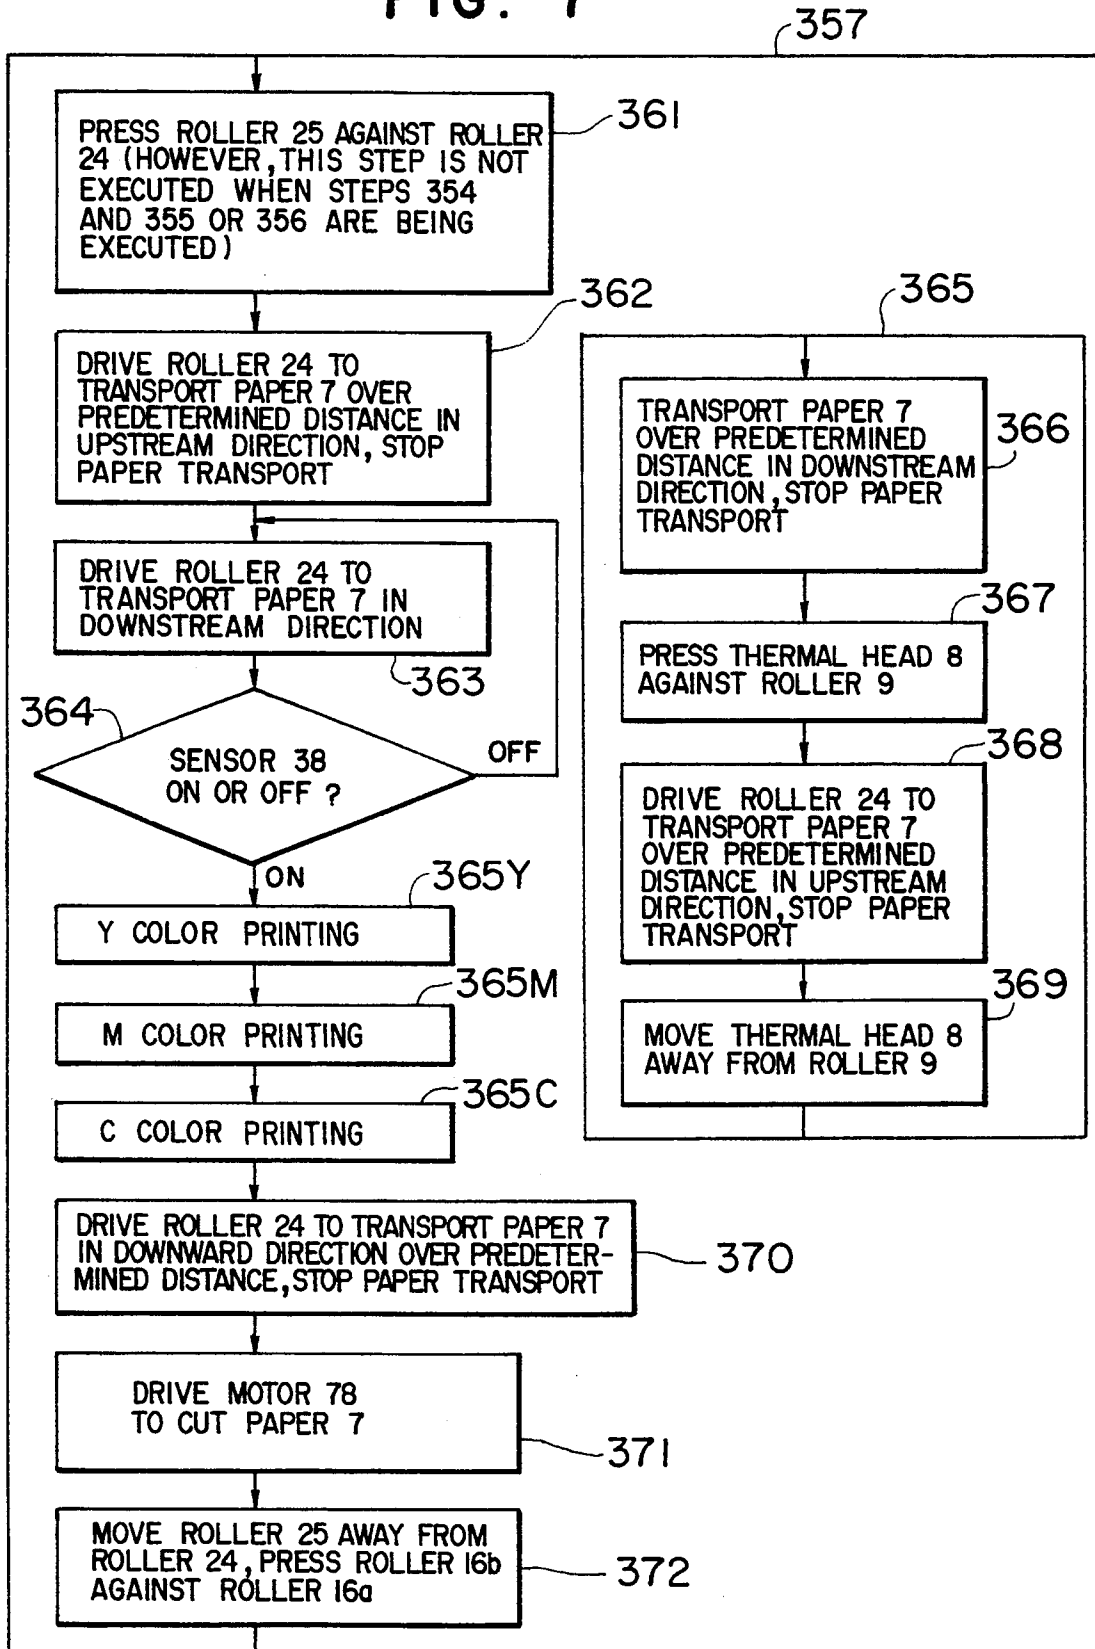 FIG. 7
357
PRESS ROLLER 25 AGAINST ROLLER
24 (HOWEVER, THIS STEP IS NOT
EXECUTED WHEN STEPS 354
AND 355 OR 356 ARE BEING
EXECUTED)
361
DRIVE ROLLER 24 TO
TRANSPORT PAPER 7 OVER
PREDETERMINED DISTANCE IN
UPSTREAM DIRECTION, STOP
PAPER TRANSPORT
362
DRIVE ROLLER 24 TO
TRANSPORT PAPER 7 IN
DOWNSTREAM DIRECTION
363
364
SENSOR 38
ON OR OFF ?
OFF
ON
365Y
Y COLOR PRINTING
365M
M COLOR PRINTING
365C
C COLOR PRINTING
DRIVE ROLLER 24 TO TRANSPORT PAPER 7
IN DOWNWARD DIRECTION OVER PREDETER-
MINED DISTANCE, STOP PAPER TRANSPORT
370
DRIVE MOTOR 78
TO CUT PAPER 7
371
MOVE ROLLER 25 AWAY FROM
ROLLER 24, PRESS ROLLER 16b
AGAINST ROLLER 16a
372
365
TRANSPORT PAPER 7
OVER PREDETERMINED
DISTANCE IN DOWNSTREAM
DIRECTION, STOP PAPER
TRANSPORT
366
367
PRESS THERMAL HEAD 8
AGAINST ROLLER 9
368
DRIVE ROLLER 24 TO
TRANSPORT PAPER 7
OVER PREDETERMINED
DISTANCE IN UPSTREAM
DIRECTION, STOP PAPER
TRANSPORT
369
MOVE THERMAL HEAD 8
AWAY FROM ROLLER 9